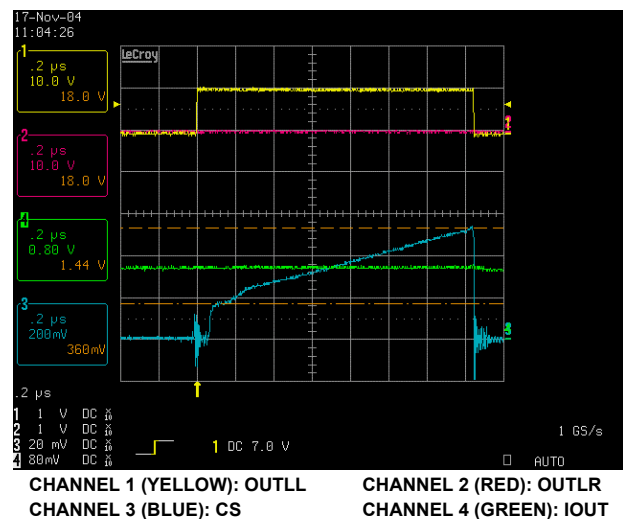 17-Nov-04
11:04:26
LeCroy
1
.2 µs
10.0 V
18.0 V
2
.2 µs
10.0 V
18.0 V
4
.2 µs
0.80 V
1.44 V
3
.2 µs
200mV
360mV
.2 µs
1 1 V DC
2 1 V DC
3 20 mV DC
4 80mV DC
1 DC 7.0 V
1 GS/s
AUTO
CHANNEL 1 (YELLOW): OUTLL CHANNEL 2 (RED): OUTLR
CHANNEL 3 (BLUE): CS CHANNEL 4 (GREEN): IOUT